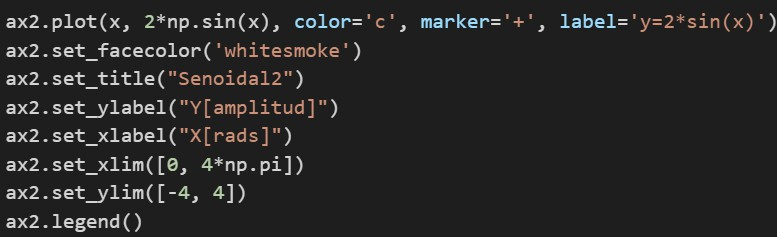 ax2.plot(x, 2*np.sin(x), color='c', marker='+', label='y=2*sin(x)')
ax2.set_facecolor('whitesmoke')
ax2.set_title("Senoidal2")
ax2.set_ylabel("Y[amplitud]")
ax2.set_xlabel("X[rads]")
ax2.set_xlim([0, 4*np.pi])
ax2.set_ylim([-4, 4])
ax2.legend()